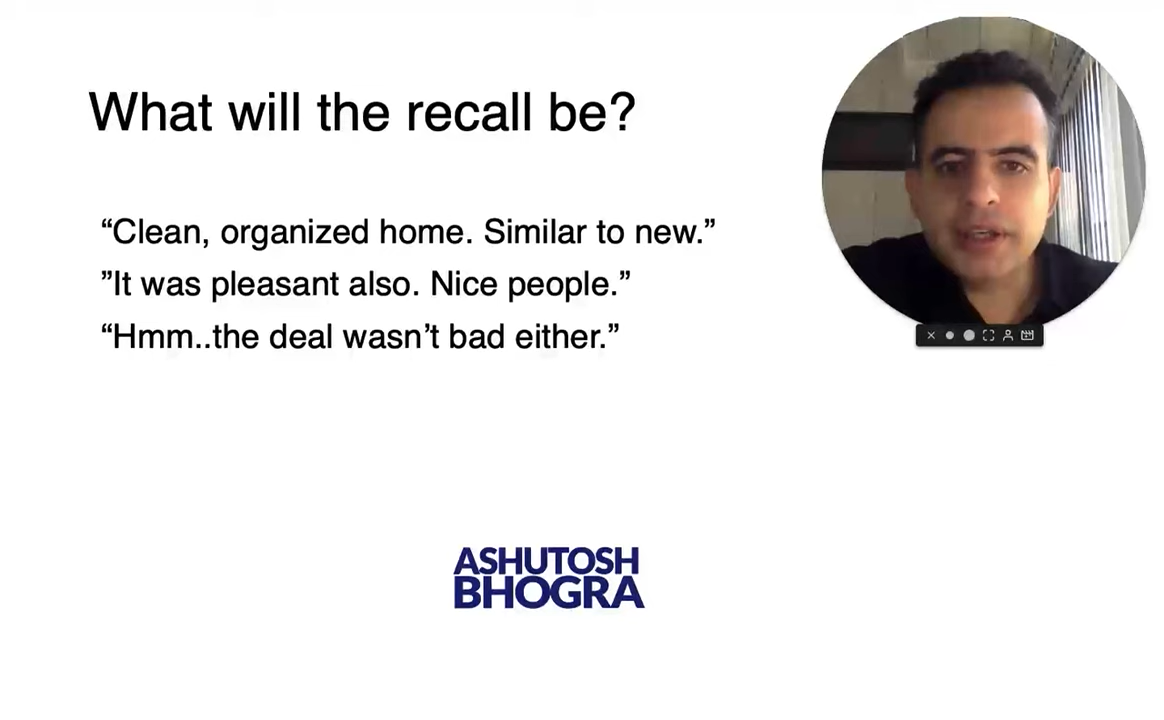 What will the recall be?
“Clean, organized home. Similar to new.”
”It was pleasant also. Nice people.”
“Hmm..the deal wasn’t bad either.”
ASHUTOSH
BHOGRA